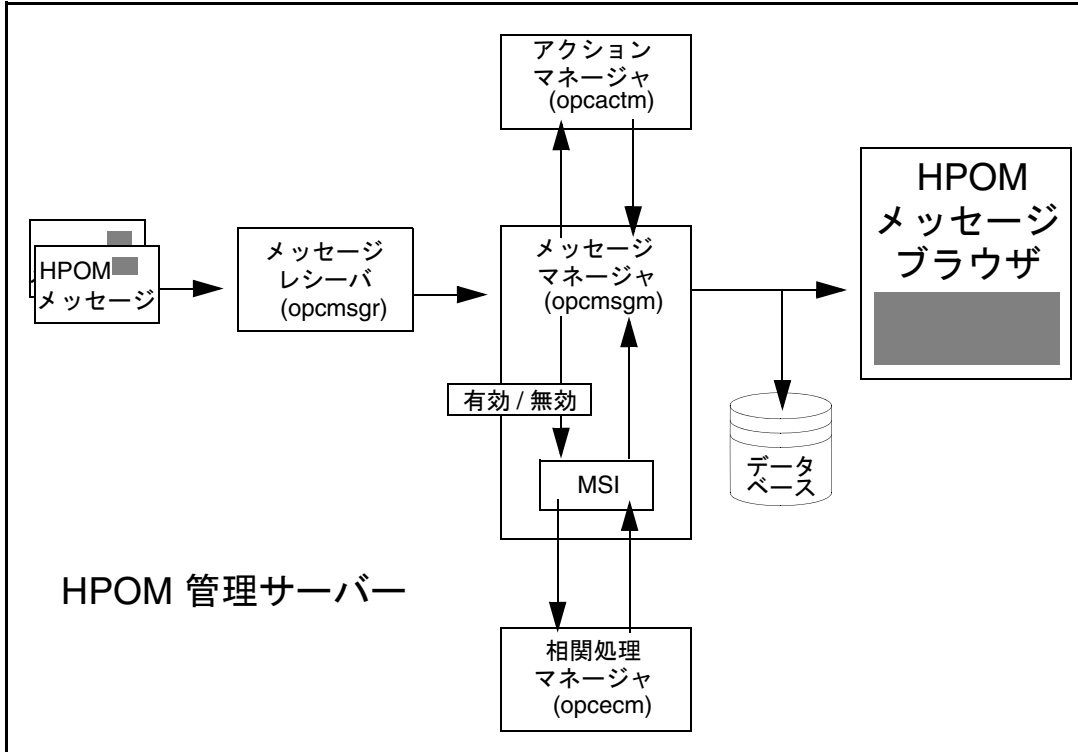 アクション
マネージャ
(opcactm)
HPOM
メッセージ
ブラウザ
HPOM
メッセージ
メッセージ
レシーバ
(opcmsgr)
メッセージ
マネージャ
(opcmsgm)
有効 / 無効
MSI
データ
ベース
HPOM 管理サーバー
相関処理
マネージャ
(opcecm)